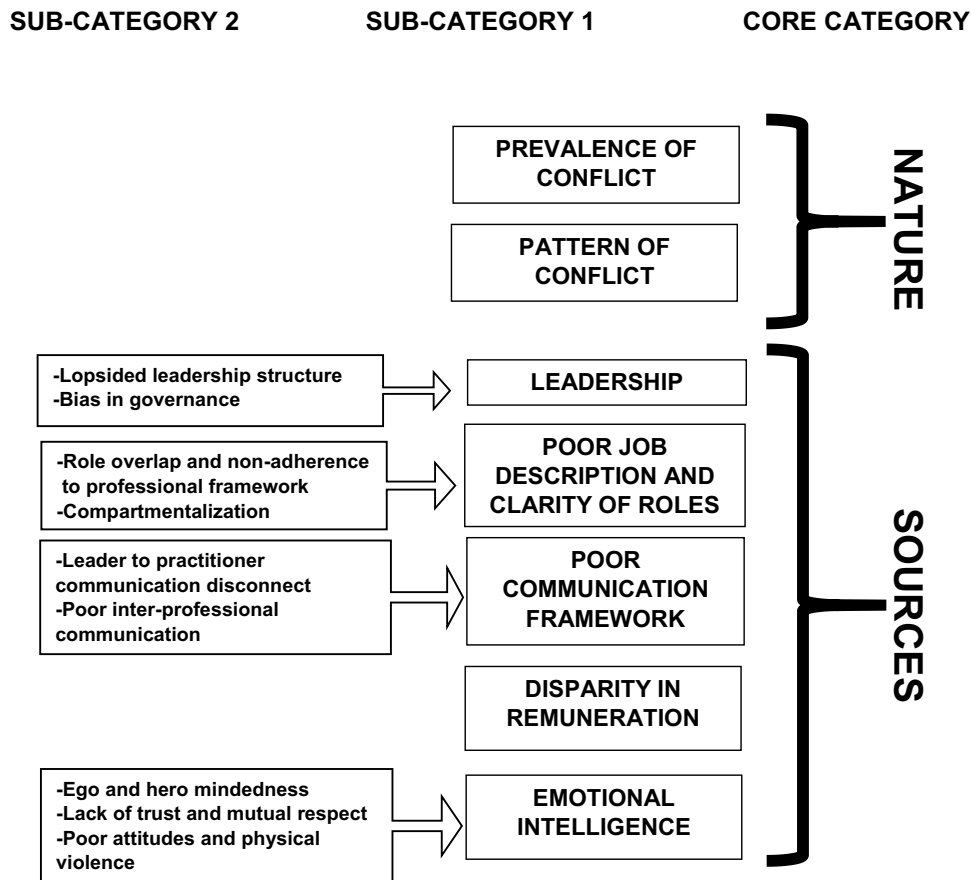 SUB-CATEGORY 2
SUB-CATEGORY 1
CORE CATEGORY
PREVALENCE OF
CONFLICT
PATTERN OF
CONFLICT
NATURE
-Lopsided leadership structure
-Bias in governance
LEADERSHIP
-Role overlap and non-adherence
to professional framework
-Compartmentalization
POOR JOB
DESCRIPTION AND
CLARITY OF ROLES
-Leader to practitioner
communication disconnect
-Poor inter-professional
communication
POOR
COMMUNICATION
FRAMEWORK
DISPARITY IN
REMUNERATION
-Ego and hero mindedness
-Lack of trust and mutual respect
-Poor attitudes and physical
violence
EMOTIONAL
INTELLIGENCE
SOURCES